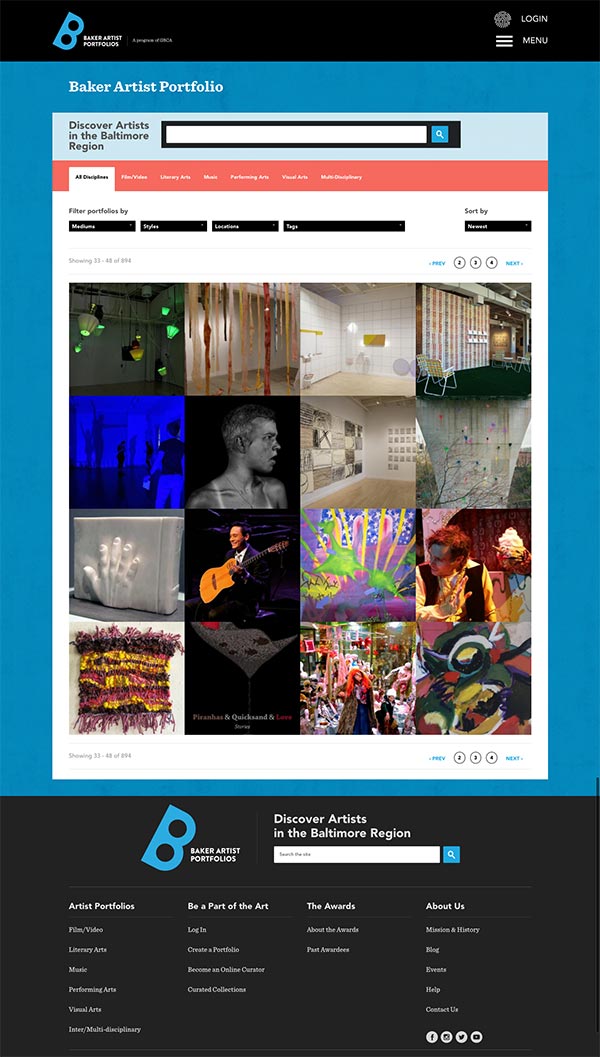 LOGIN
BAKER ARTIST
PORTFOLIOS
A program of GBCA
MENU
Baker Artist Portfolio
Discover Artists
in the Baltimore
Region
All Disciplines Film/Video Literary Arts Music Performing Arts Visual Arts Multi-Disciplinary
Filter portfolios by Sort by
Mediums Styles Locations Tags Newest
Showing 33 - 48 of 894 ‹ PREV 2 3 4 NEXT ›
Piranhas & Quicksand & Love
Stories
Showing 33 - 48 of 894 ‹ PREV 2 3 4 NEXT ›
BAKER ARTIST
PORTFOLIOS
Discover Artists
in the Baltimore Region
Search the site
Artist Portfolios Be a Part of the Art The Awards About Us
Film/Video Log In About the Awards Mission & History
Literary Arts Create a Portfolio Past Awardees Blog
Music Become an Online Curator Events
Performing Arts Curated Collections Help
Visual Arts Contact Us
Inter/Multi-disciplinary